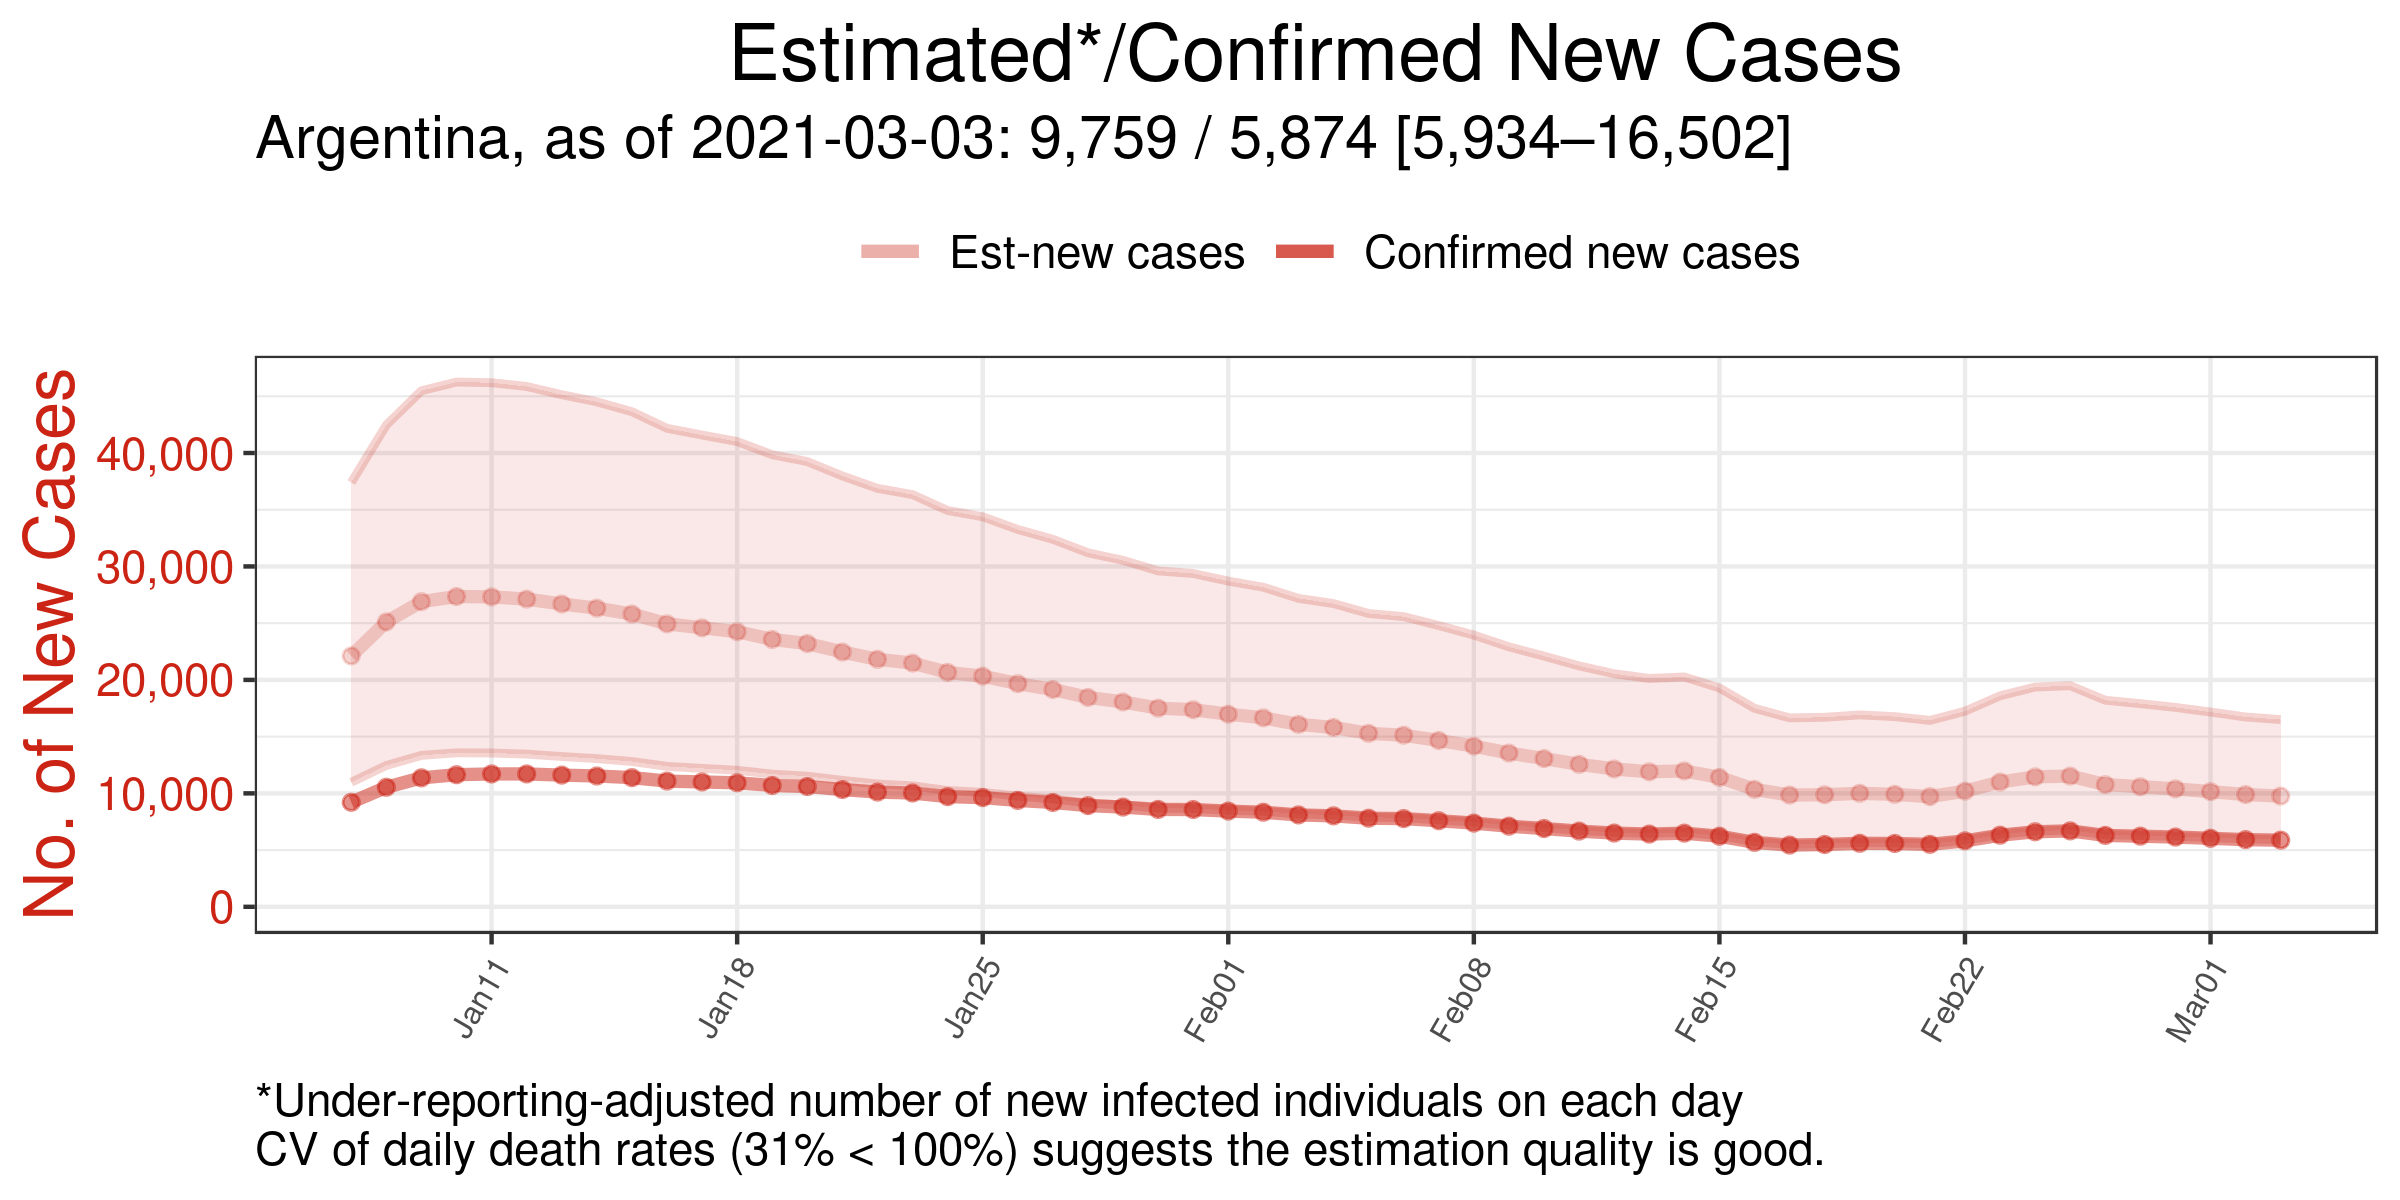 Estimated*/Confirmed New Cases
Argentina, as of 2021-03-03: 9,759 / 5,874 [5,934–16,502]
Est-new cases
Confirmed new cases
No. of New Cases
40,000
30,000
20,000
10,000
0
Jan11
Jan18
Jan25
Feb01
Feb08
Feb15
Feb22
Mar01
*Under-reporting-adjusted number of new infected individuals on each day
CV of daily death rates (31% < 100%) suggests the estimation quality is good.